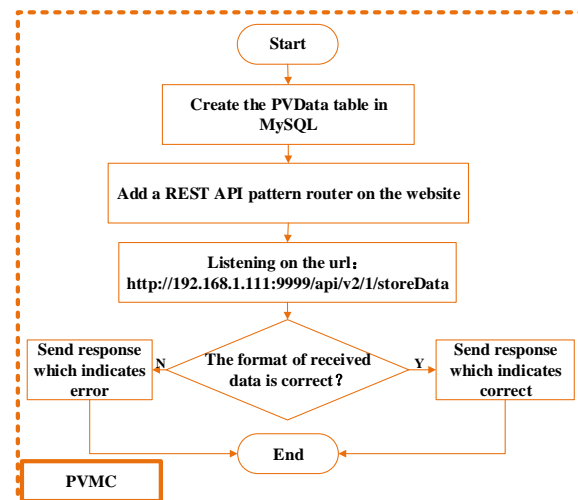 Start
Create the PVData table in
MySQL
Add a REST API pattern router on the website
Listening on the url：
http://192.168.1.111:9999/api/v2/1/storeData
The format of received
data is correct？
N
Y
Send response
which indicates
error
Send response
which indicates
correct
End
PVMC